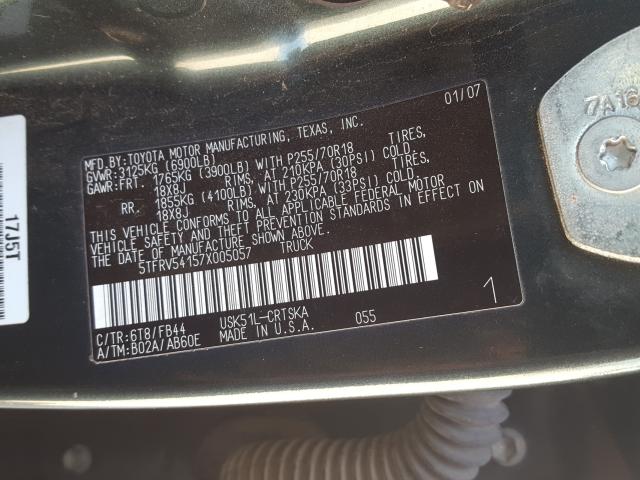 01/07
MFD.BY: TOYOTA MOTOR MANUFACTURING, TEXAS, INC.
GVWR: 3125KG (6900LB)
GAWR: FRT. 1765KG (3900LB) WITH P255/70R18 TIRES,
18X8J RIMS, AT 210KPA (30PSI) COLD
RR. 1855KG (4100LB) WITH P255/70R18 TIRES,
18X8J RIMS, AT 230KPA (33PSI) COLD
THIS VEHICLE CONFORMS TO ALL APPLICABLE FEDERAL MOTOR
VEHICLE SAFETY AND THEFT PREVENTION STANDARDS IN EFFECT ON
THE DATE OF MANUFACTURE SHOWN ABOVE.
5TFRV54157X005057 TRUCK
C/TR: 6T8/FB44 USK51L-CRTSKA
A/TM: B02A/AB60E MADE IN U.S.A. 055
1
17J5T
7A16